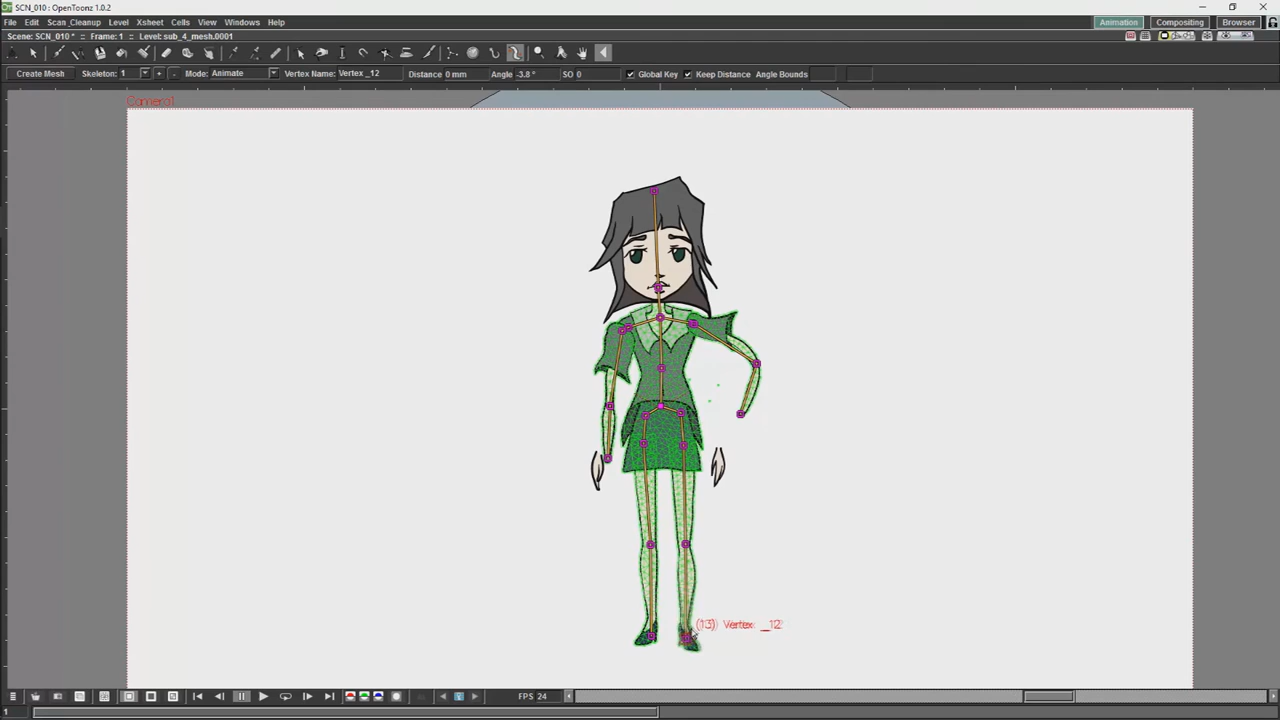 SCN_010 : OpenToonz 1.0.2
File Edit Scan_Cleanup Level Xsheet Cells View Windows Help
Animation Compositing Browser
Scene: SCN_010 * :: Frame: 1 :: Level: sub_4_mesh.0001
Create Mesh Skeleton: 1 + - Mode: Animate Vertex Name: Vertex _12 Distance 0 mm Angle -3.8 ° SO 0 Global Key Keep Distance Angle Bounds
Camera1
(13) Vertex _12
FPS 24
1